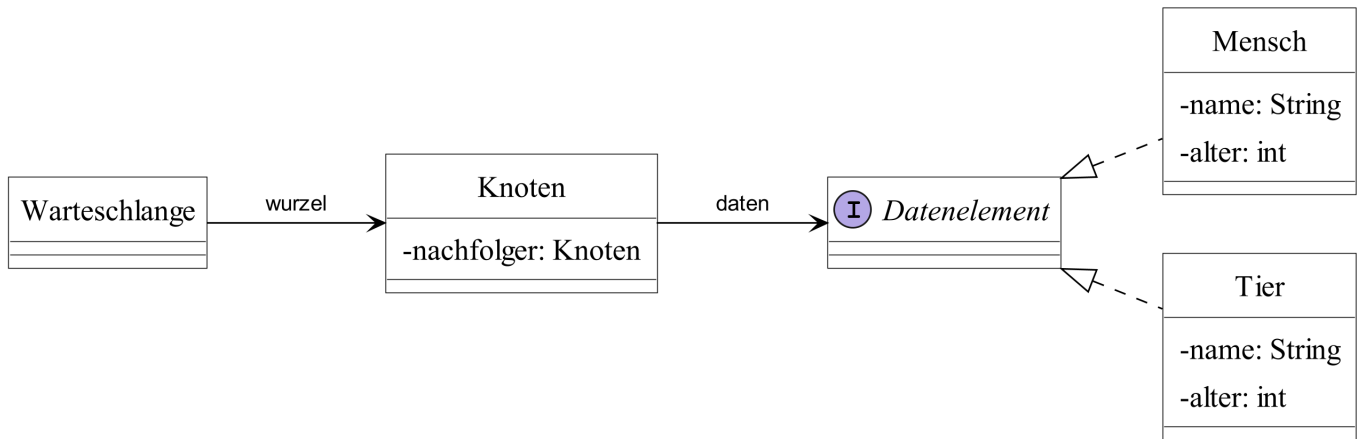 Warteschlange
wurzel
Knoten
-nachfolger: Knoten
daten
I Datenelement
Mensch
-name: String
-alter: int
Tier
-name: String
-alter: int